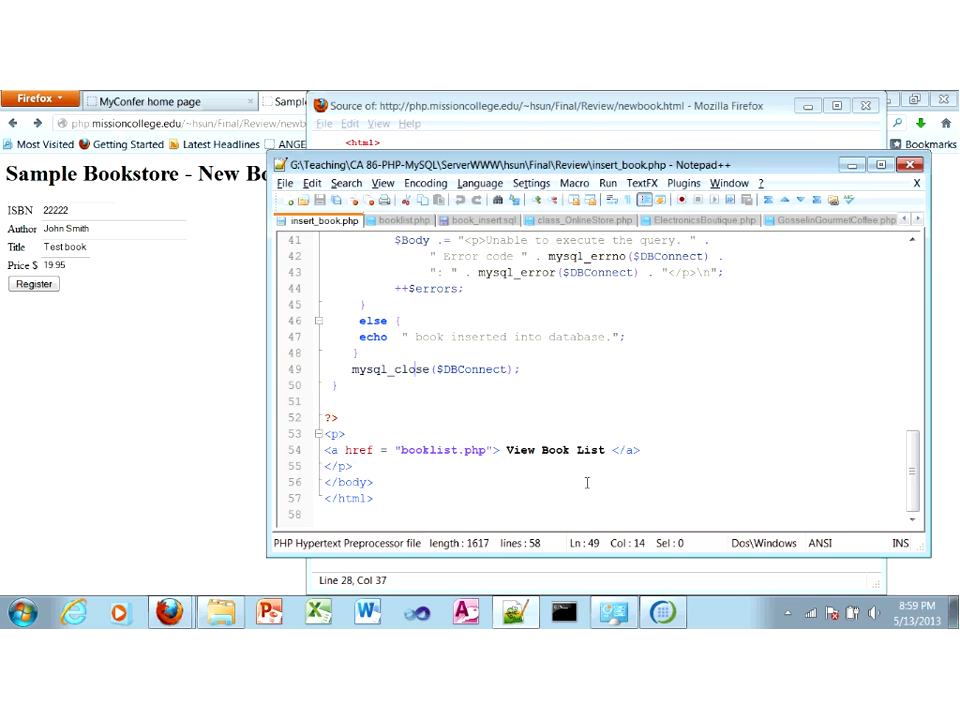 Firefox
MyConfer home page
Sampl
Source of: http://php.missioncollege.edu/~hsun/Final/Review/newbook.html - Mozilla Firefox
php.missioncollege.edu/~hsun/Final/Review/newb
File Edit View Help
Most Visited Getting Started Latest Headlines ANGE
Bookmarks
<html>
Sample Bookstore - New Bo
ISBN 22222
Author John Smith
Title Test book
Price $ 19.95
Register
G:\Teaching\CA 86-PHP-MySQL\ServerWWW\hsun\Final\Review\insert_book.php - Notepad++
File Edit Search View Encoding Language Settings Macro Run TextFX Plugins Window ?
X
insert_book.php booklist.php book_insert.sql class_OnlineStore.php ElectronicsBoutique.php GosselinGourmetCoffee.php
41 $Body .= "<p>Unable to execute the query. " .
42 " Error code " . mysql_errno($DBConnect) .
43 ": " . mysql_error($DBConnect) . "</p>\n";
44 ++$errors;
45 }
46 else {
47 echo " book inserted into database.";
48 }
49 mysql_close($DBConnect);
50 }
51
52 ?>
53 <p>
54 <a href = "booklist.php"> View Book List </a>
55 </p>
56 </body>
57 </html>
58
PHP Hypertext Preprocessor file length : 1617 lines : 58 Ln : 49 Col : 14 Sel : 0 Dos\Windows ANSI INS
Line 28, Col 37
8:59 PM
5/13/2013